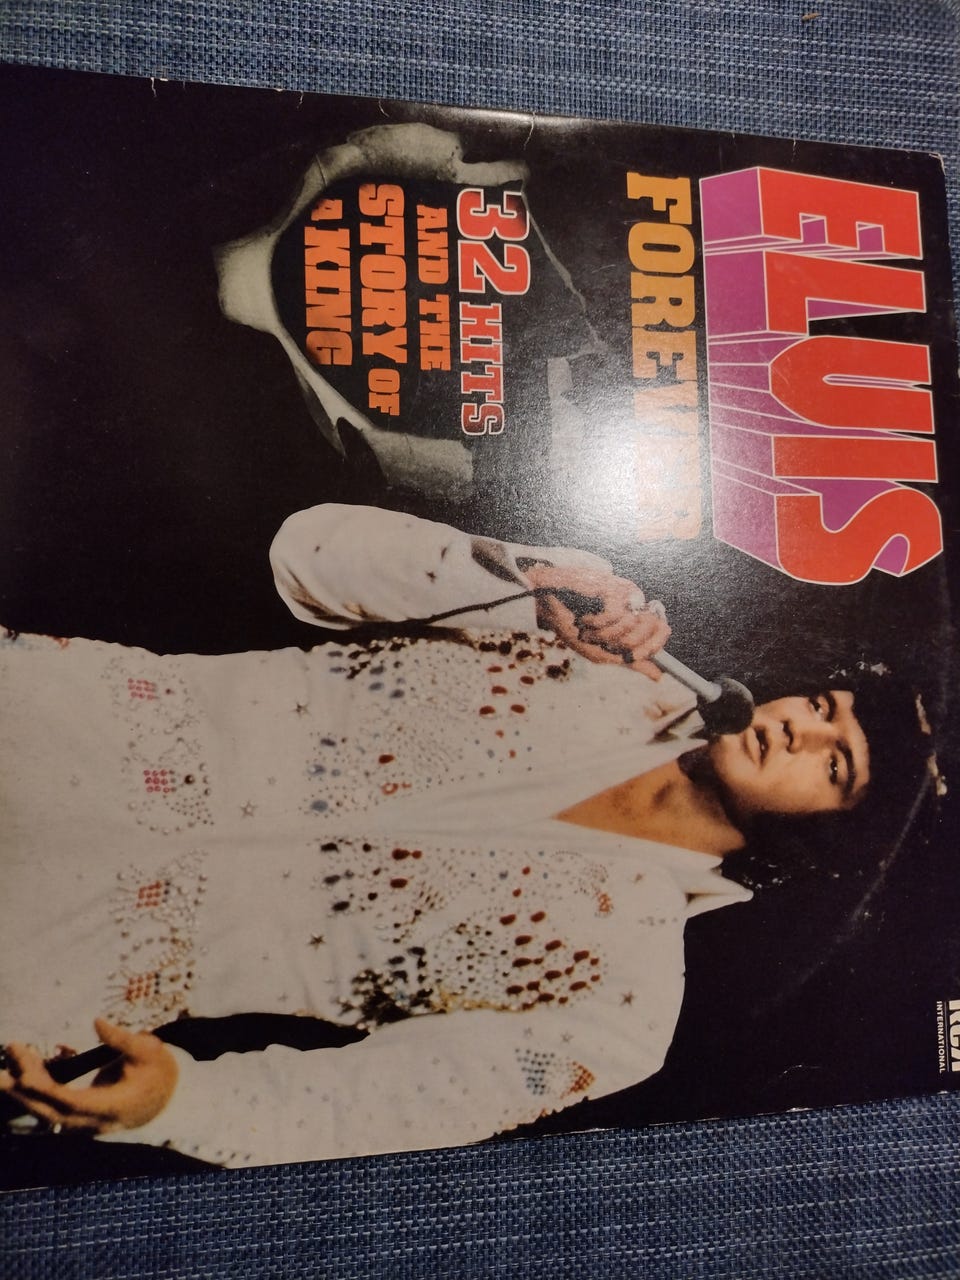 ELVIS
FOREVER
32 HITS
AND THE
STORY OF
A KING
RCA
INTERNATIONAL